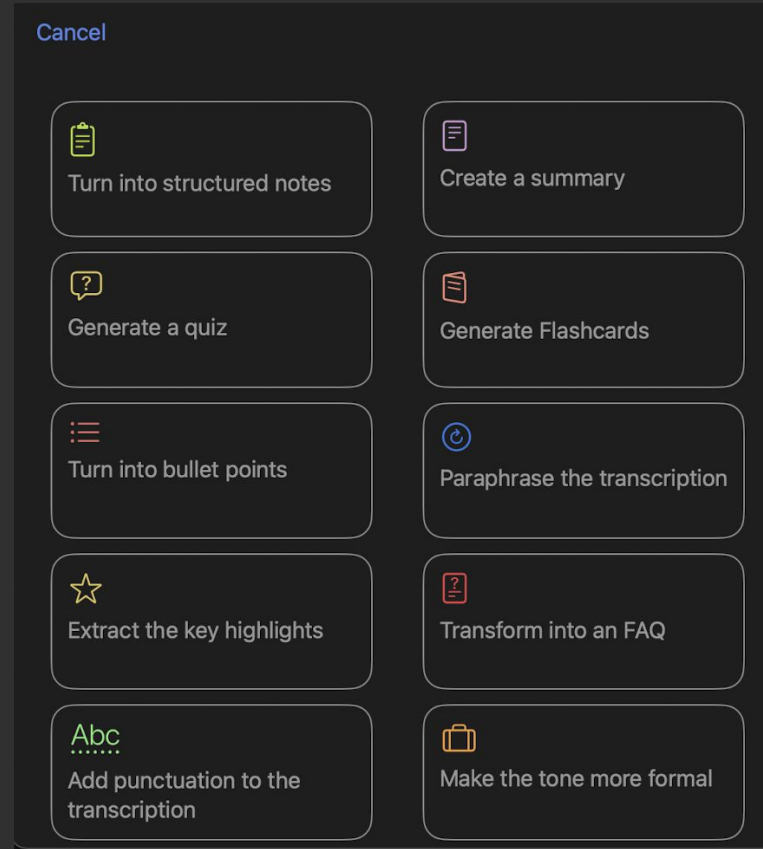 Cancel
Turn into structured notes
Create a summary
?
Generate a quiz
Generate Flashcards
Turn into bullet points
Paraphrase the transcription
Extract the key highlights
?
Transform into an FAQ
Abc
Add punctuation to the
transcription
Make the tone more formal